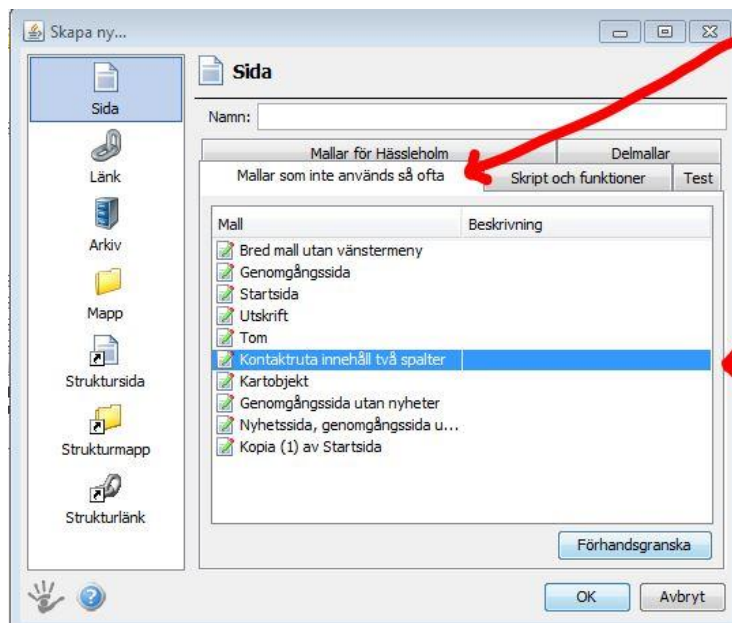 Skapa ny...
Sida
Länk
Arkiv
Mapp
Struktursida
Strukturmapp
Strukturlänk
Sida
Namn:
Mallar för Hässleholm
Delmallar
Mallar som inte används så ofta
Skript och funktioner
Test
Mall
Beskrivning
Bred mall utan vänstermeny
Genomgångssida
Startsida
Utskrift
Tom
Kontaktruta innehåll två spalter
Kartobjekt
Genomgångssida utan nyheter
Nyhetssida, genomgångssida u...
Kopia (1) av Startsida
Förhandsgranska
OK
Avbryt